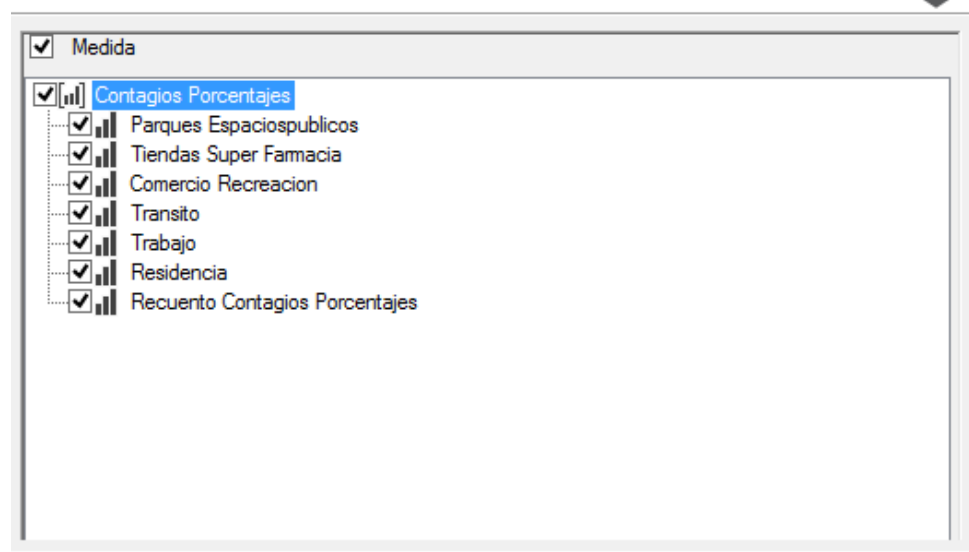 Medida
Contagios Porcentajes
Parques Espaciospublicos
Tiendas Super Farmacia
Comercio Recreacion
Transito
Trabajo
Residencia
Recuento Contagios Porcentajes